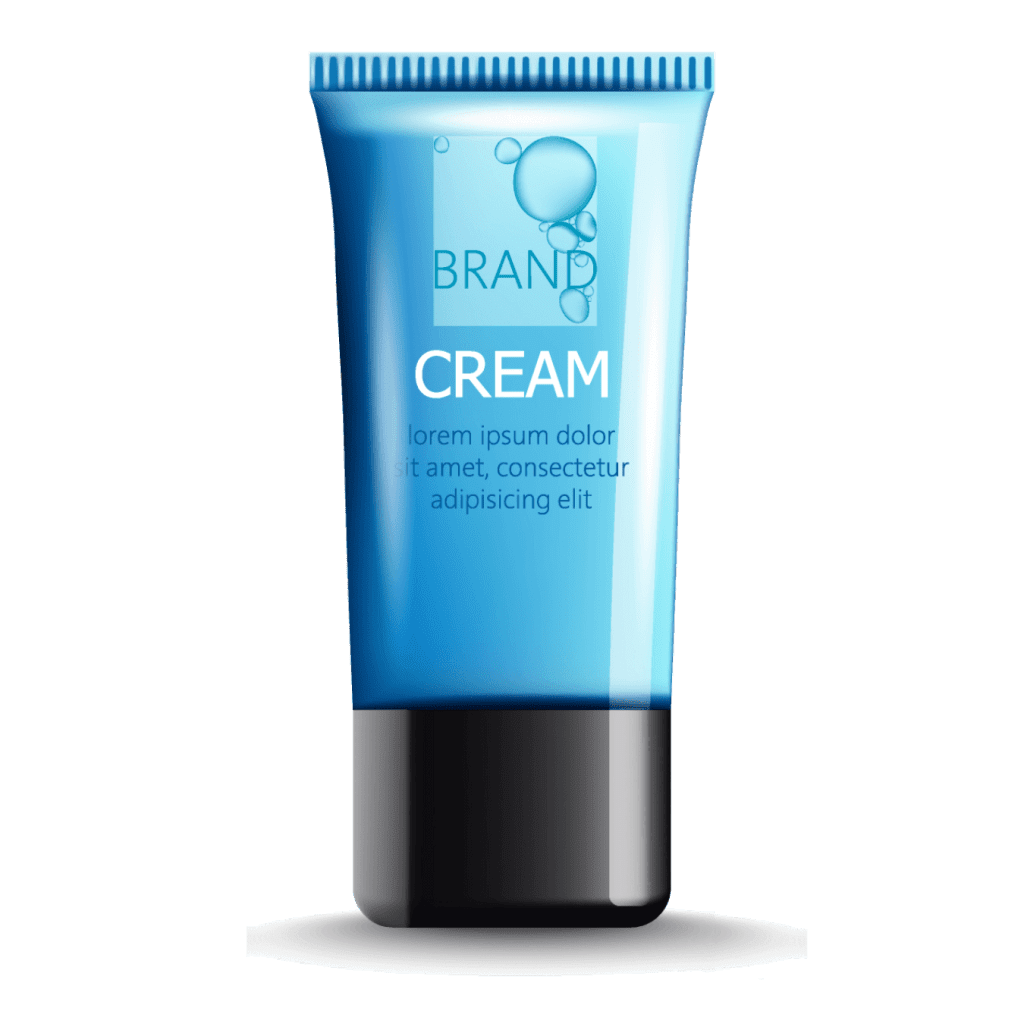 BRAND
CREAM
lorem ipsum dolor
sit amet, consectetur
adipisicing elit